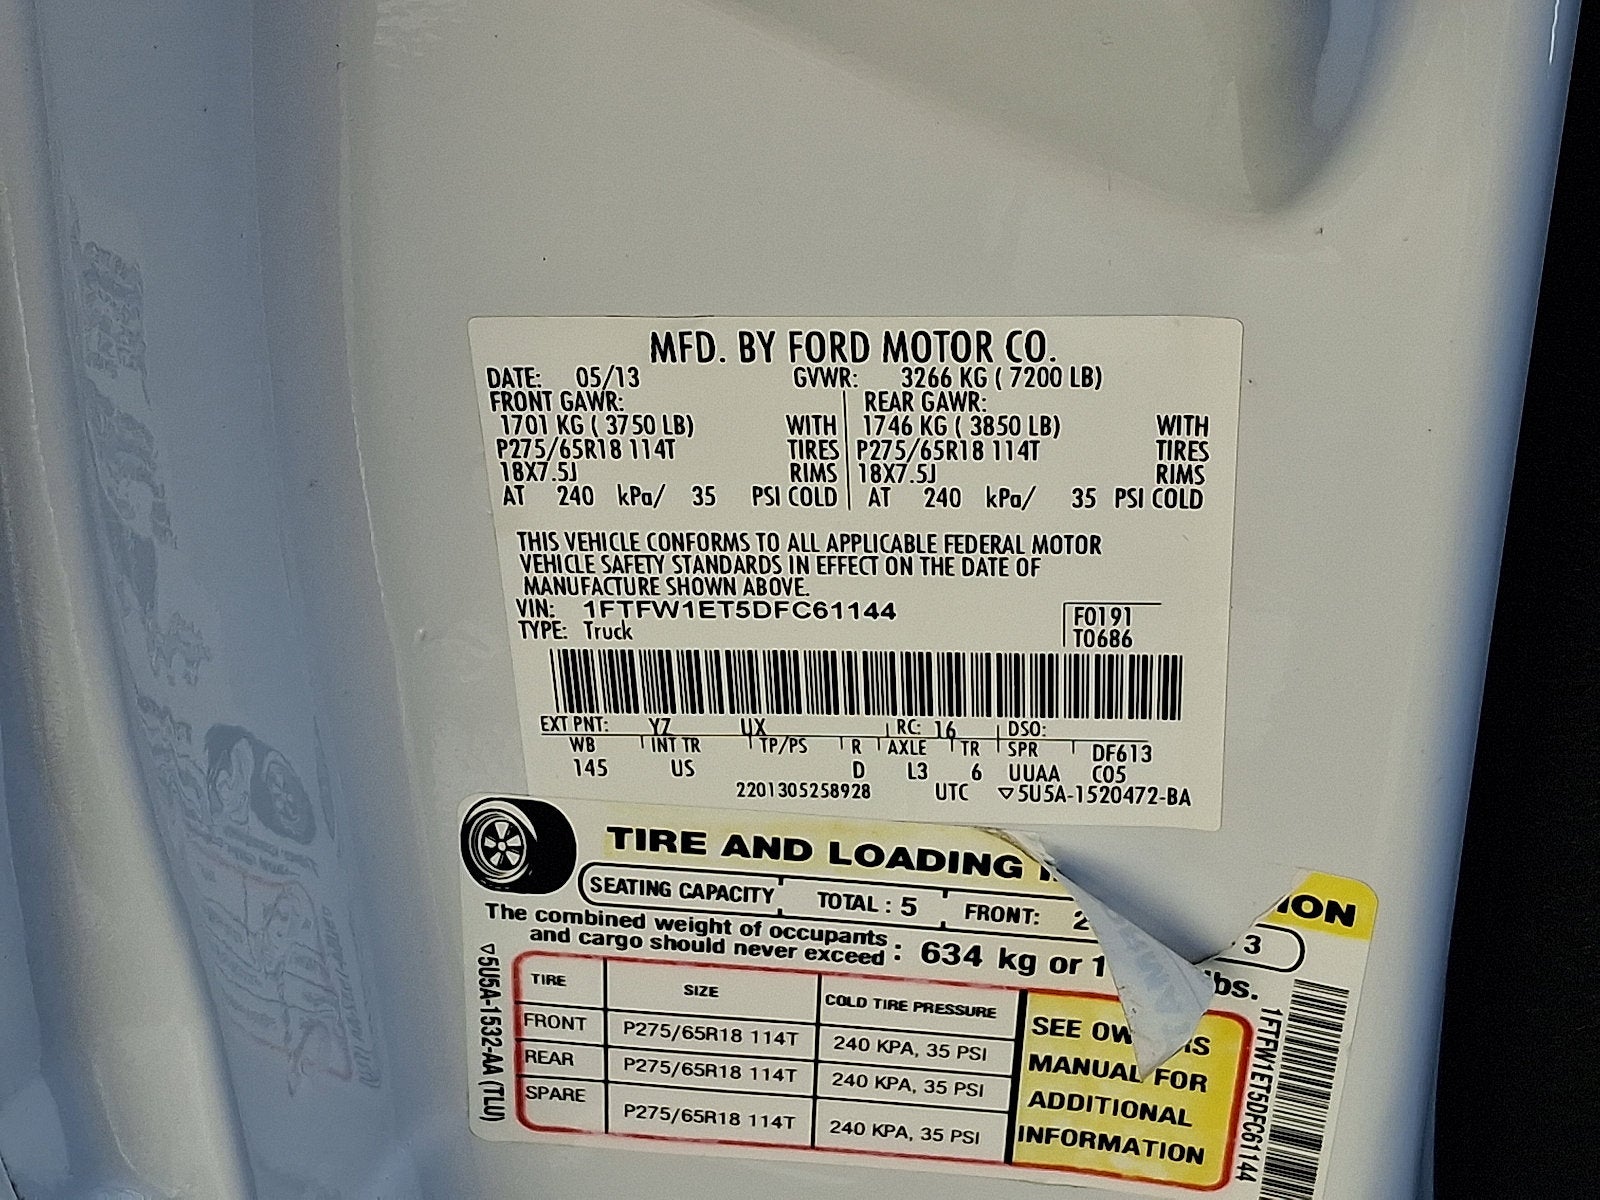 MFD. BY FORD MOTOR CO.
DATE: 05/13 GVWR: 3266 KG ( 7200 LB)
FRONT GAWR: REAR GAWR:
1701 KG ( 3750 LB) WITH 1746 KG ( 3850 LB) WITH
P275/65R18 114T TIRES P275/65R18 114T TIRES
18X7.5J RIMS 18X7.5J RIMS
AT 240 kPa/ 35 PSI COLD AT 240 kPa/ 35 PSI COLD
THIS VEHICLE CONFORMS TO ALL APPLICABLE FEDERAL MOTOR
VEHICLE SAFETY STANDARDS IN EFFECT ON THE DATE OF
MANUFACTURE SHOWN ABOVE.
VIN: 1FTFW1ET5DFC61144 F0191
TYPE: Truck T0686
EXT PNT: YZ UX RC: 16 DSO:
WB INT TR TP/PS R AXLE TR SPR DF613
145 US D L3 6 UUAA C05
2201305258928 UTC ▽5U5A-1520472-BA
TIRE AND LOADING
SEATING CAPACITY TOTAL : 5 FRONT: 2 3
The combined weight of occupants
and cargo should never exceed : 634 kg or lbs.
TIRE SIZE COLD TIRE PRESSURE
FRONT P275/65R18 114T 240 KPA, 35 PSI
REAR P275/65R18 114T 240 KPA, 35 PSI
SPARE P275/65R18 114T 240 KPA, 35 PSI
SEE
MANUAL FOR
ADDITIONAL
INFORMATION
▽5U5A-1532-AA (TLU)
1FTFW1ET5DFC61144